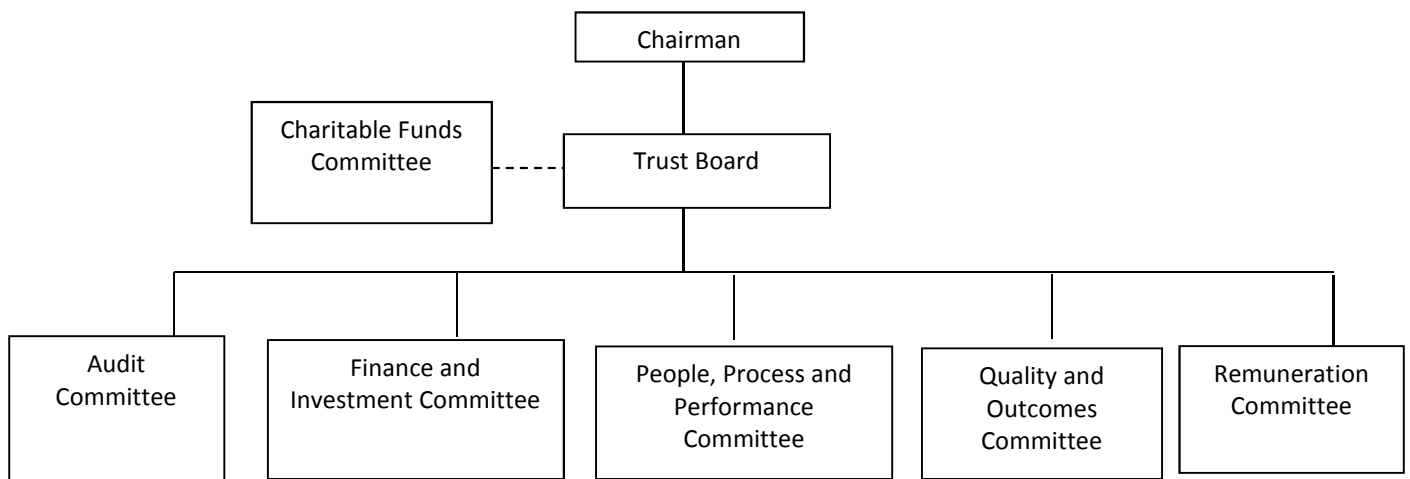 Chairman
Charitable Funds
Committee
Trust Board
Audit
Committee
Finance and
Investment Committee
People, Process and
Performance
Committee
Quality and
Outcomes
Committee
Remuneration
Committee